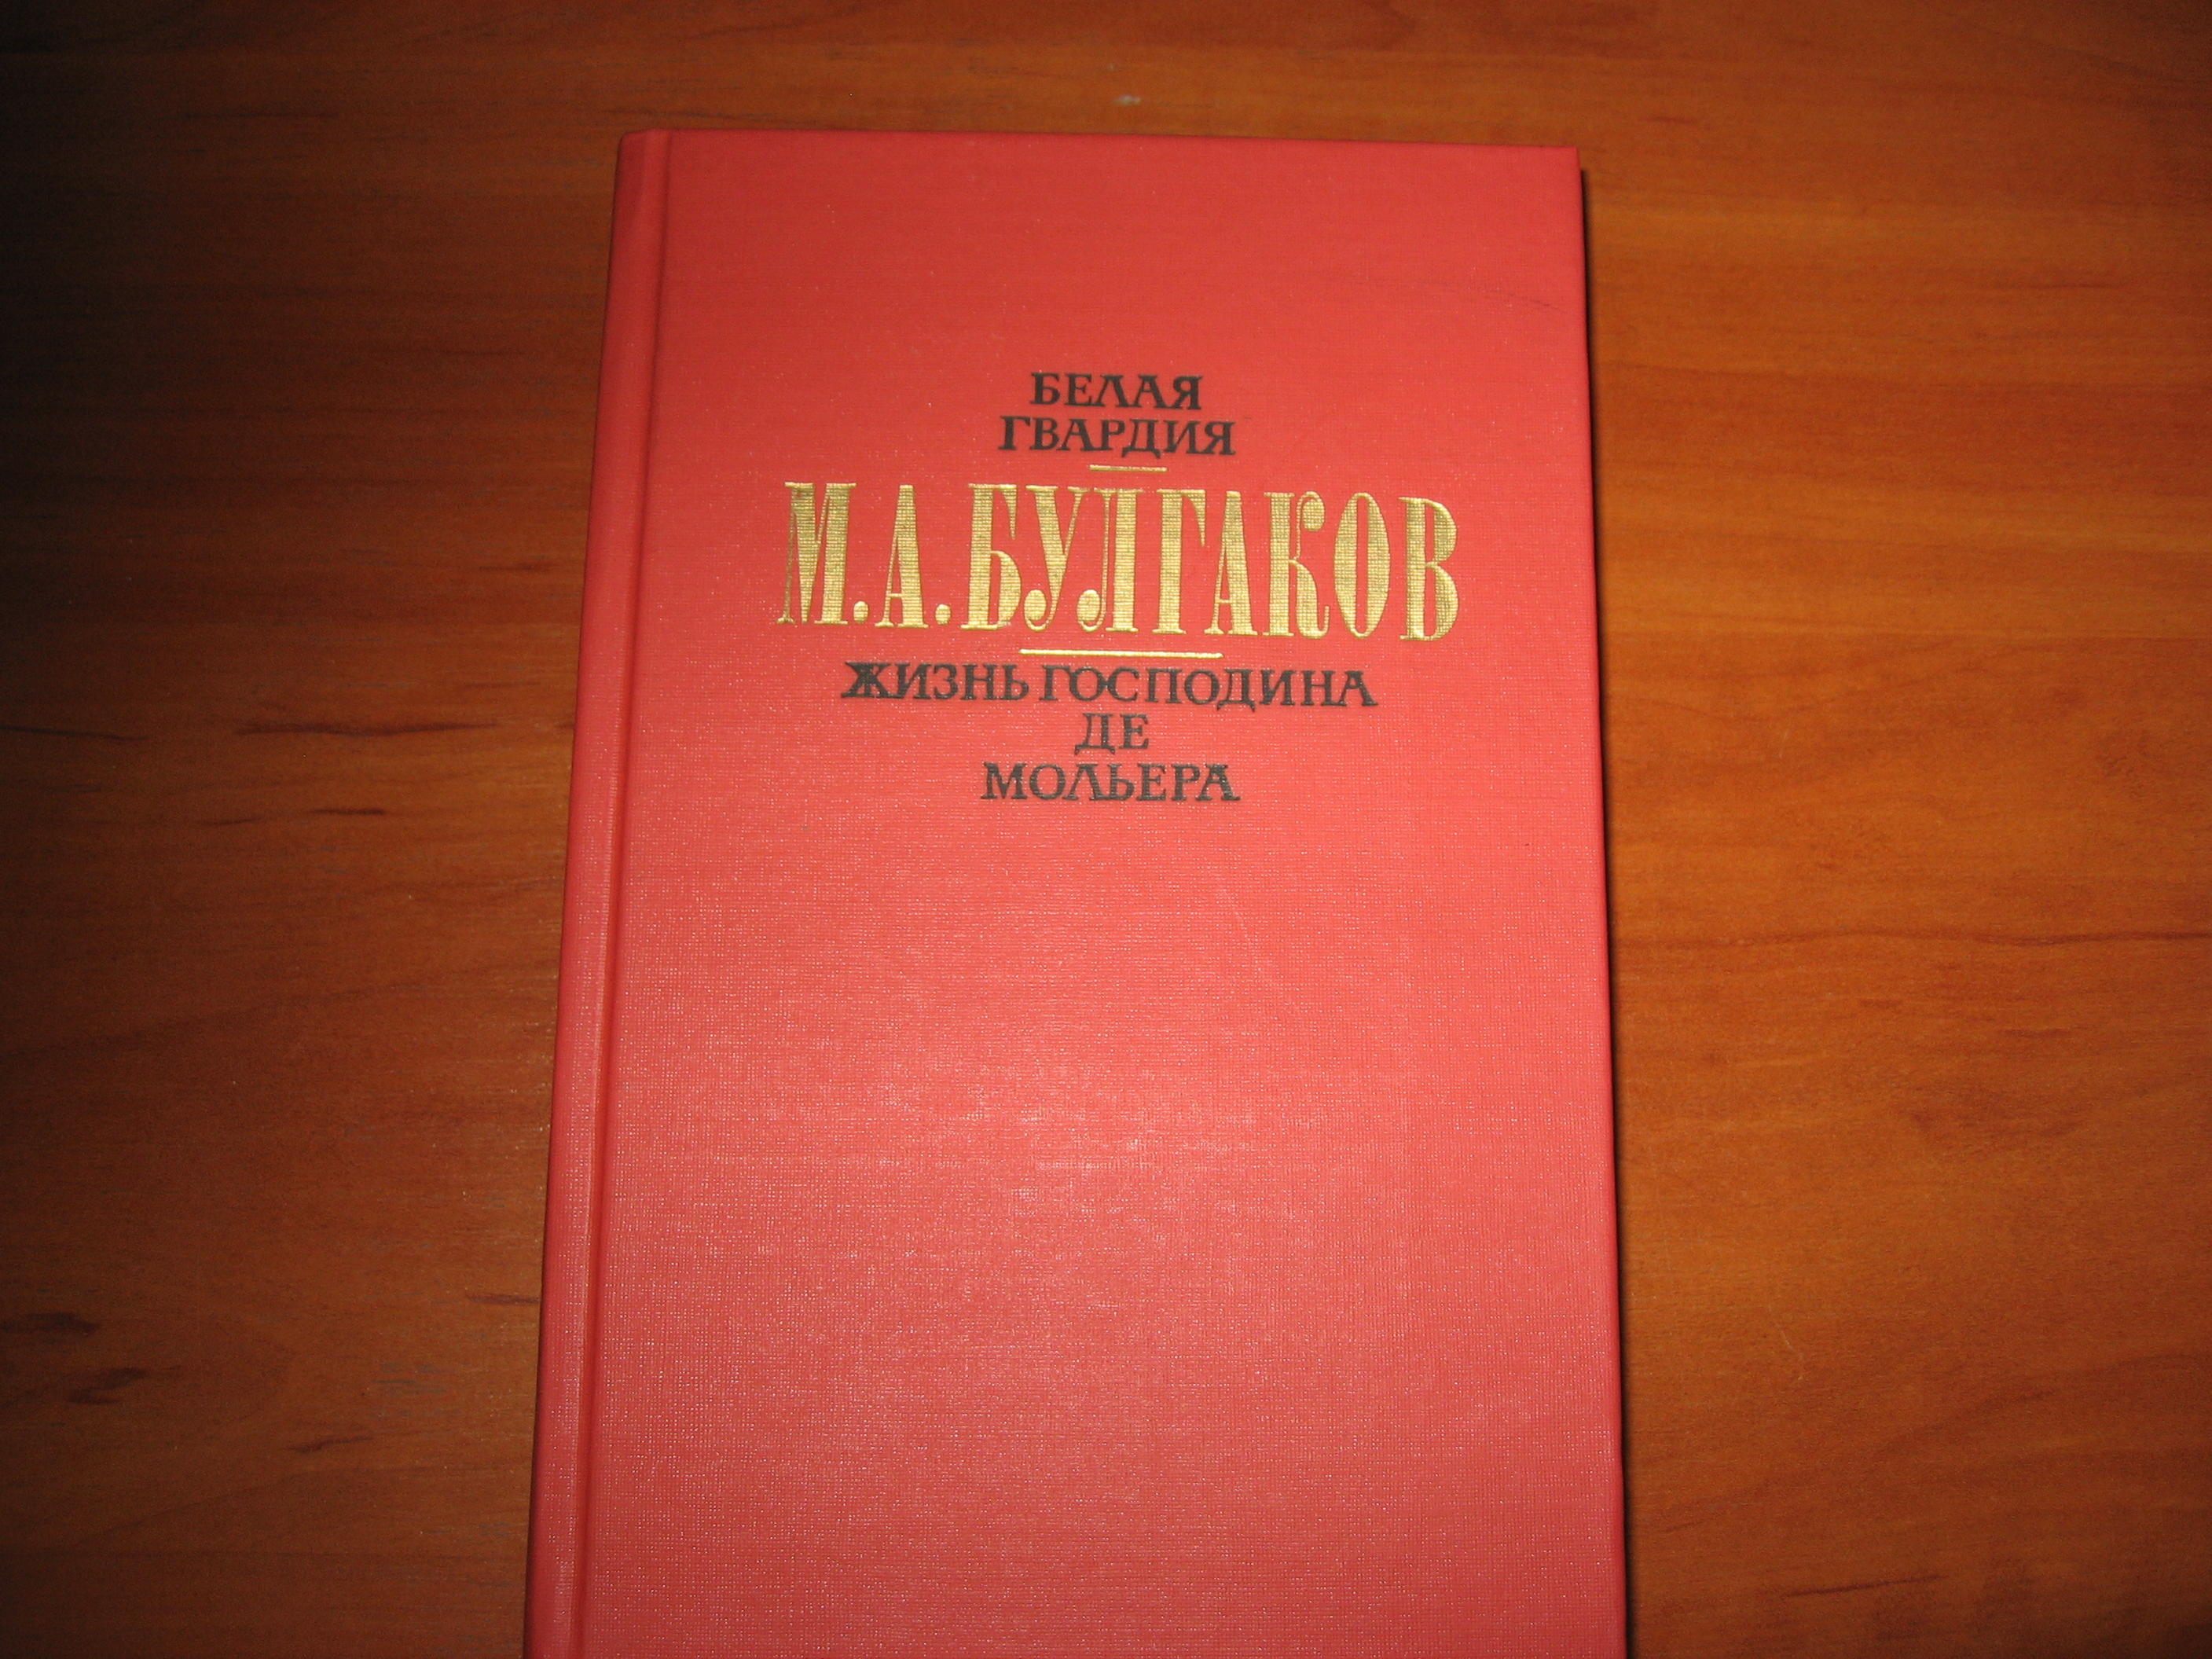 БЕЛАЯ
ГВАРДИЯ
М.А.БУЛГАКОВ
ЖИЗНЬ ГОСПОДИНА
ДЕ
МОЛЬЕРА